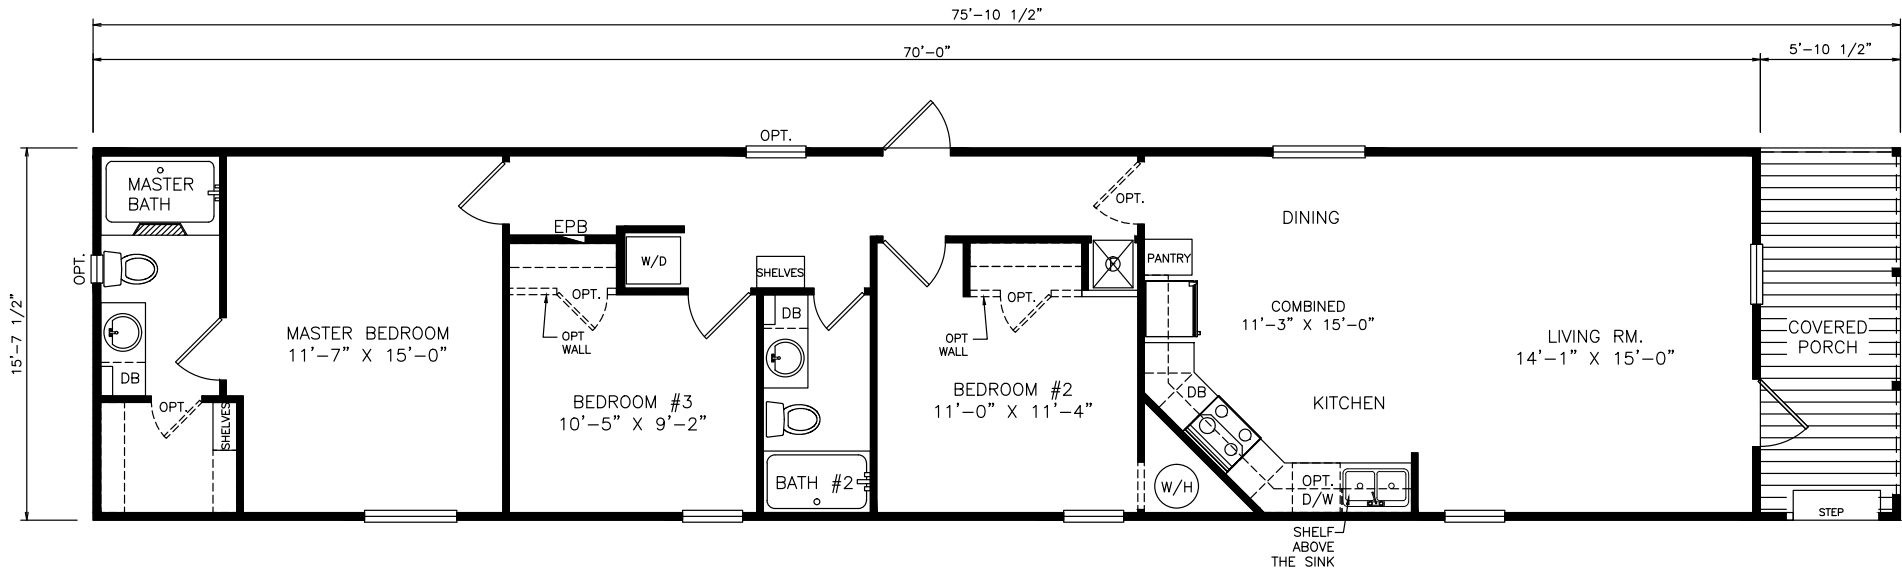 75'-10 1/2"
70'-0"
5'-10 1/2"
15'-7 1/2"
OPT.
MASTER
BATH
OPT.
DB
OPT.
SHELVES
MASTER BEDROOM
11'-7" X 15'-0"
EPB
W/D
OPT.
OPT
WALL
BEDROOM #3
10'-5" X 9'-2"
SHELVES
DB
BATH #2
OPT.
OPT
WALL
BEDROOM #2
11'-0" X 11'-4"
OPT.
PANTRY
DINING
COMBINED
11'-3" X 15'-0"
DB
KITCHEN
W/H
OPT.
D/W
SHELF
ABOVE
THE SINK
LIVING RM.
14'-1" X 15'-0"
COVERED
PORCH
STEP